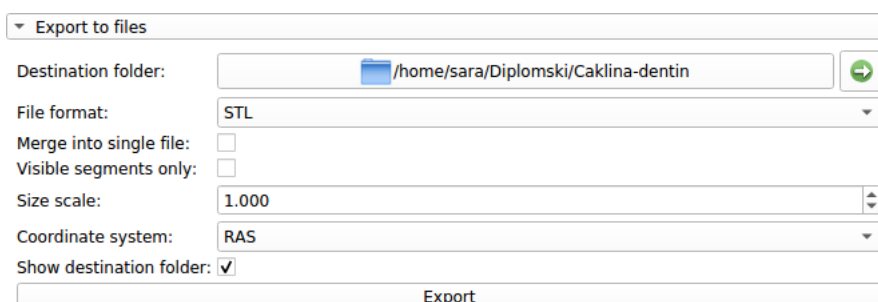 Export to files
Destination folder: /home/sara/Diplomski/Caklina-dentin
File format: STL
Merge into single file:
Visible segments only:
Size scale: 1.000
Coordinate system: RAS
Show destination folder:
Export